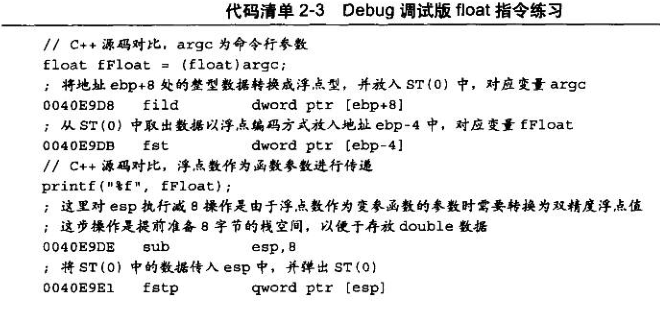 代码清单 2-3 Debug 调试版 float 指令练习
// C++ 源码对比，argc 为命令行参数
float fFloat = (float)argc;
; 将地址 ebp+8 处的整型数据转换成浮点型，并放入 ST(0) 中，对应变量 argc
0040E9D8 fild dword ptr [ebp+8]
; 从 ST(0) 中取出数据以浮点编码方式放入地址 ebp-4 中，对应变量 fFloat
0040E9DB fst dword ptr [ebp-4]
// C++ 源码对比，浮点数作为函数参数进行传递
printf("%f", fFloat);
; 这里对 esp 执行减 8 操作是由于浮点数作为变参函数的参数时需要转换为双精度浮点值
; 这步操作是提前准备 8 字节的栈空间，以便于存放 double 数据
0040E9DE sub esp,8
; 将 ST(0) 中的数据传入 esp 中，并弹出 ST(0)
0040E9E1 fstp qword ptr [esp]